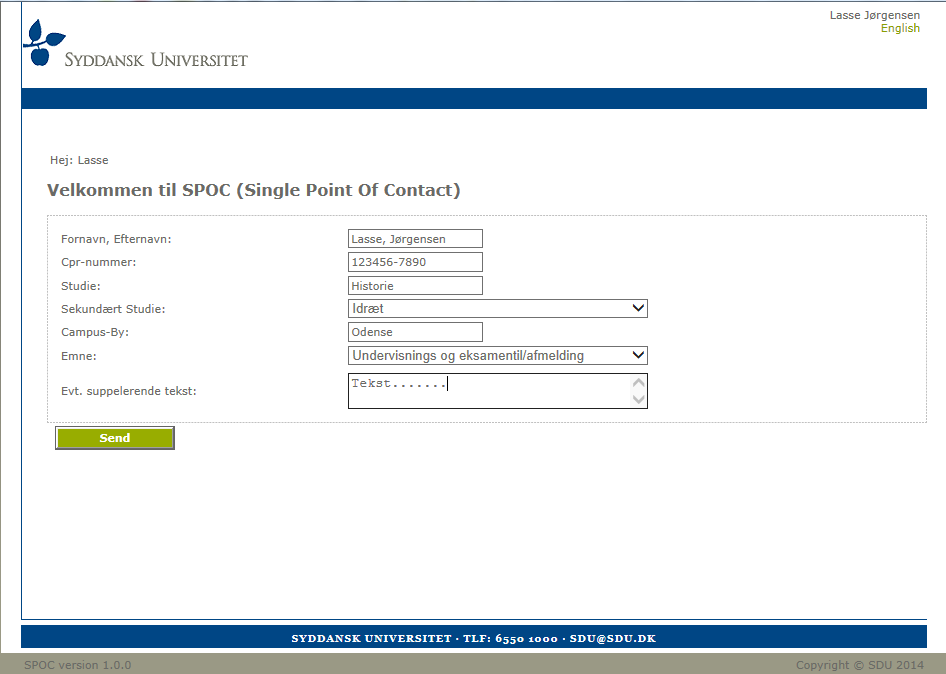 Lasse Jørgensen
English
SYDDANSK UNIVERSITET
Hej: Lasse
Velkommen til SPOC (Single Point Of Contact)
Fornavn, Efternavn: Lasse, Jørgensen
Cpr-nummer: 123456-7890
Studie: Historie
Sekundært Studie: Idræt
Campus-By: Odense
Emne: Undervisnings og eksamentil/afmelding
Evt. suppelerende tekst: Tekst.......
Send
SYDDANSK UNIVERSITET · TLF: 6550 1000 · SDU@SDU.DK
SPOC version 1.0.0 Copyright © SDU 2014